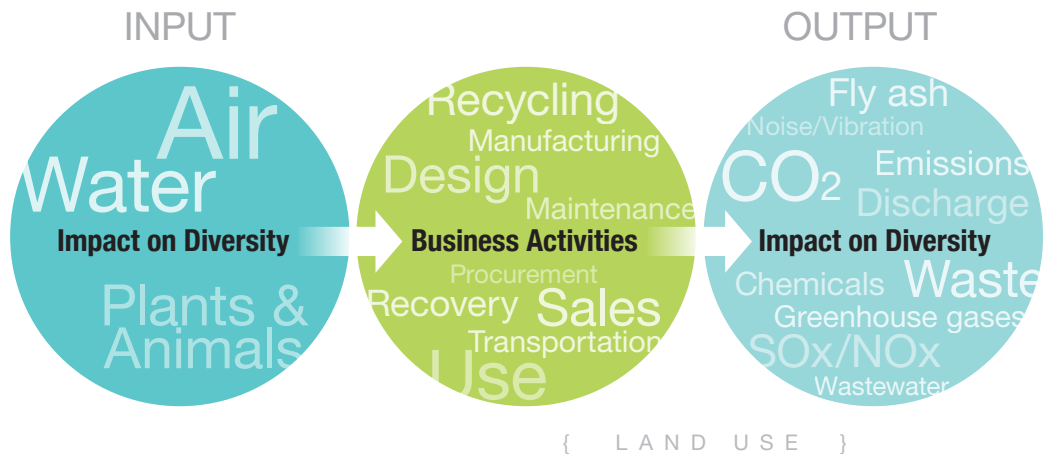 INPUT
Air
Water
Impact on Diversity
Plants &
Animals
Recycling
Manufacturing
Design
Maintenance
Business Activities
Procurement
Recovery
Sales
Transportation
Use
OUTPUT
Fly ash
Noise/Vibration
CO₂
Emissions
Discharge
Impact on Diversity
Chemicals
Waste
Greenhouse gases
SOx/NOx
Wastewater
{ LAND USE }